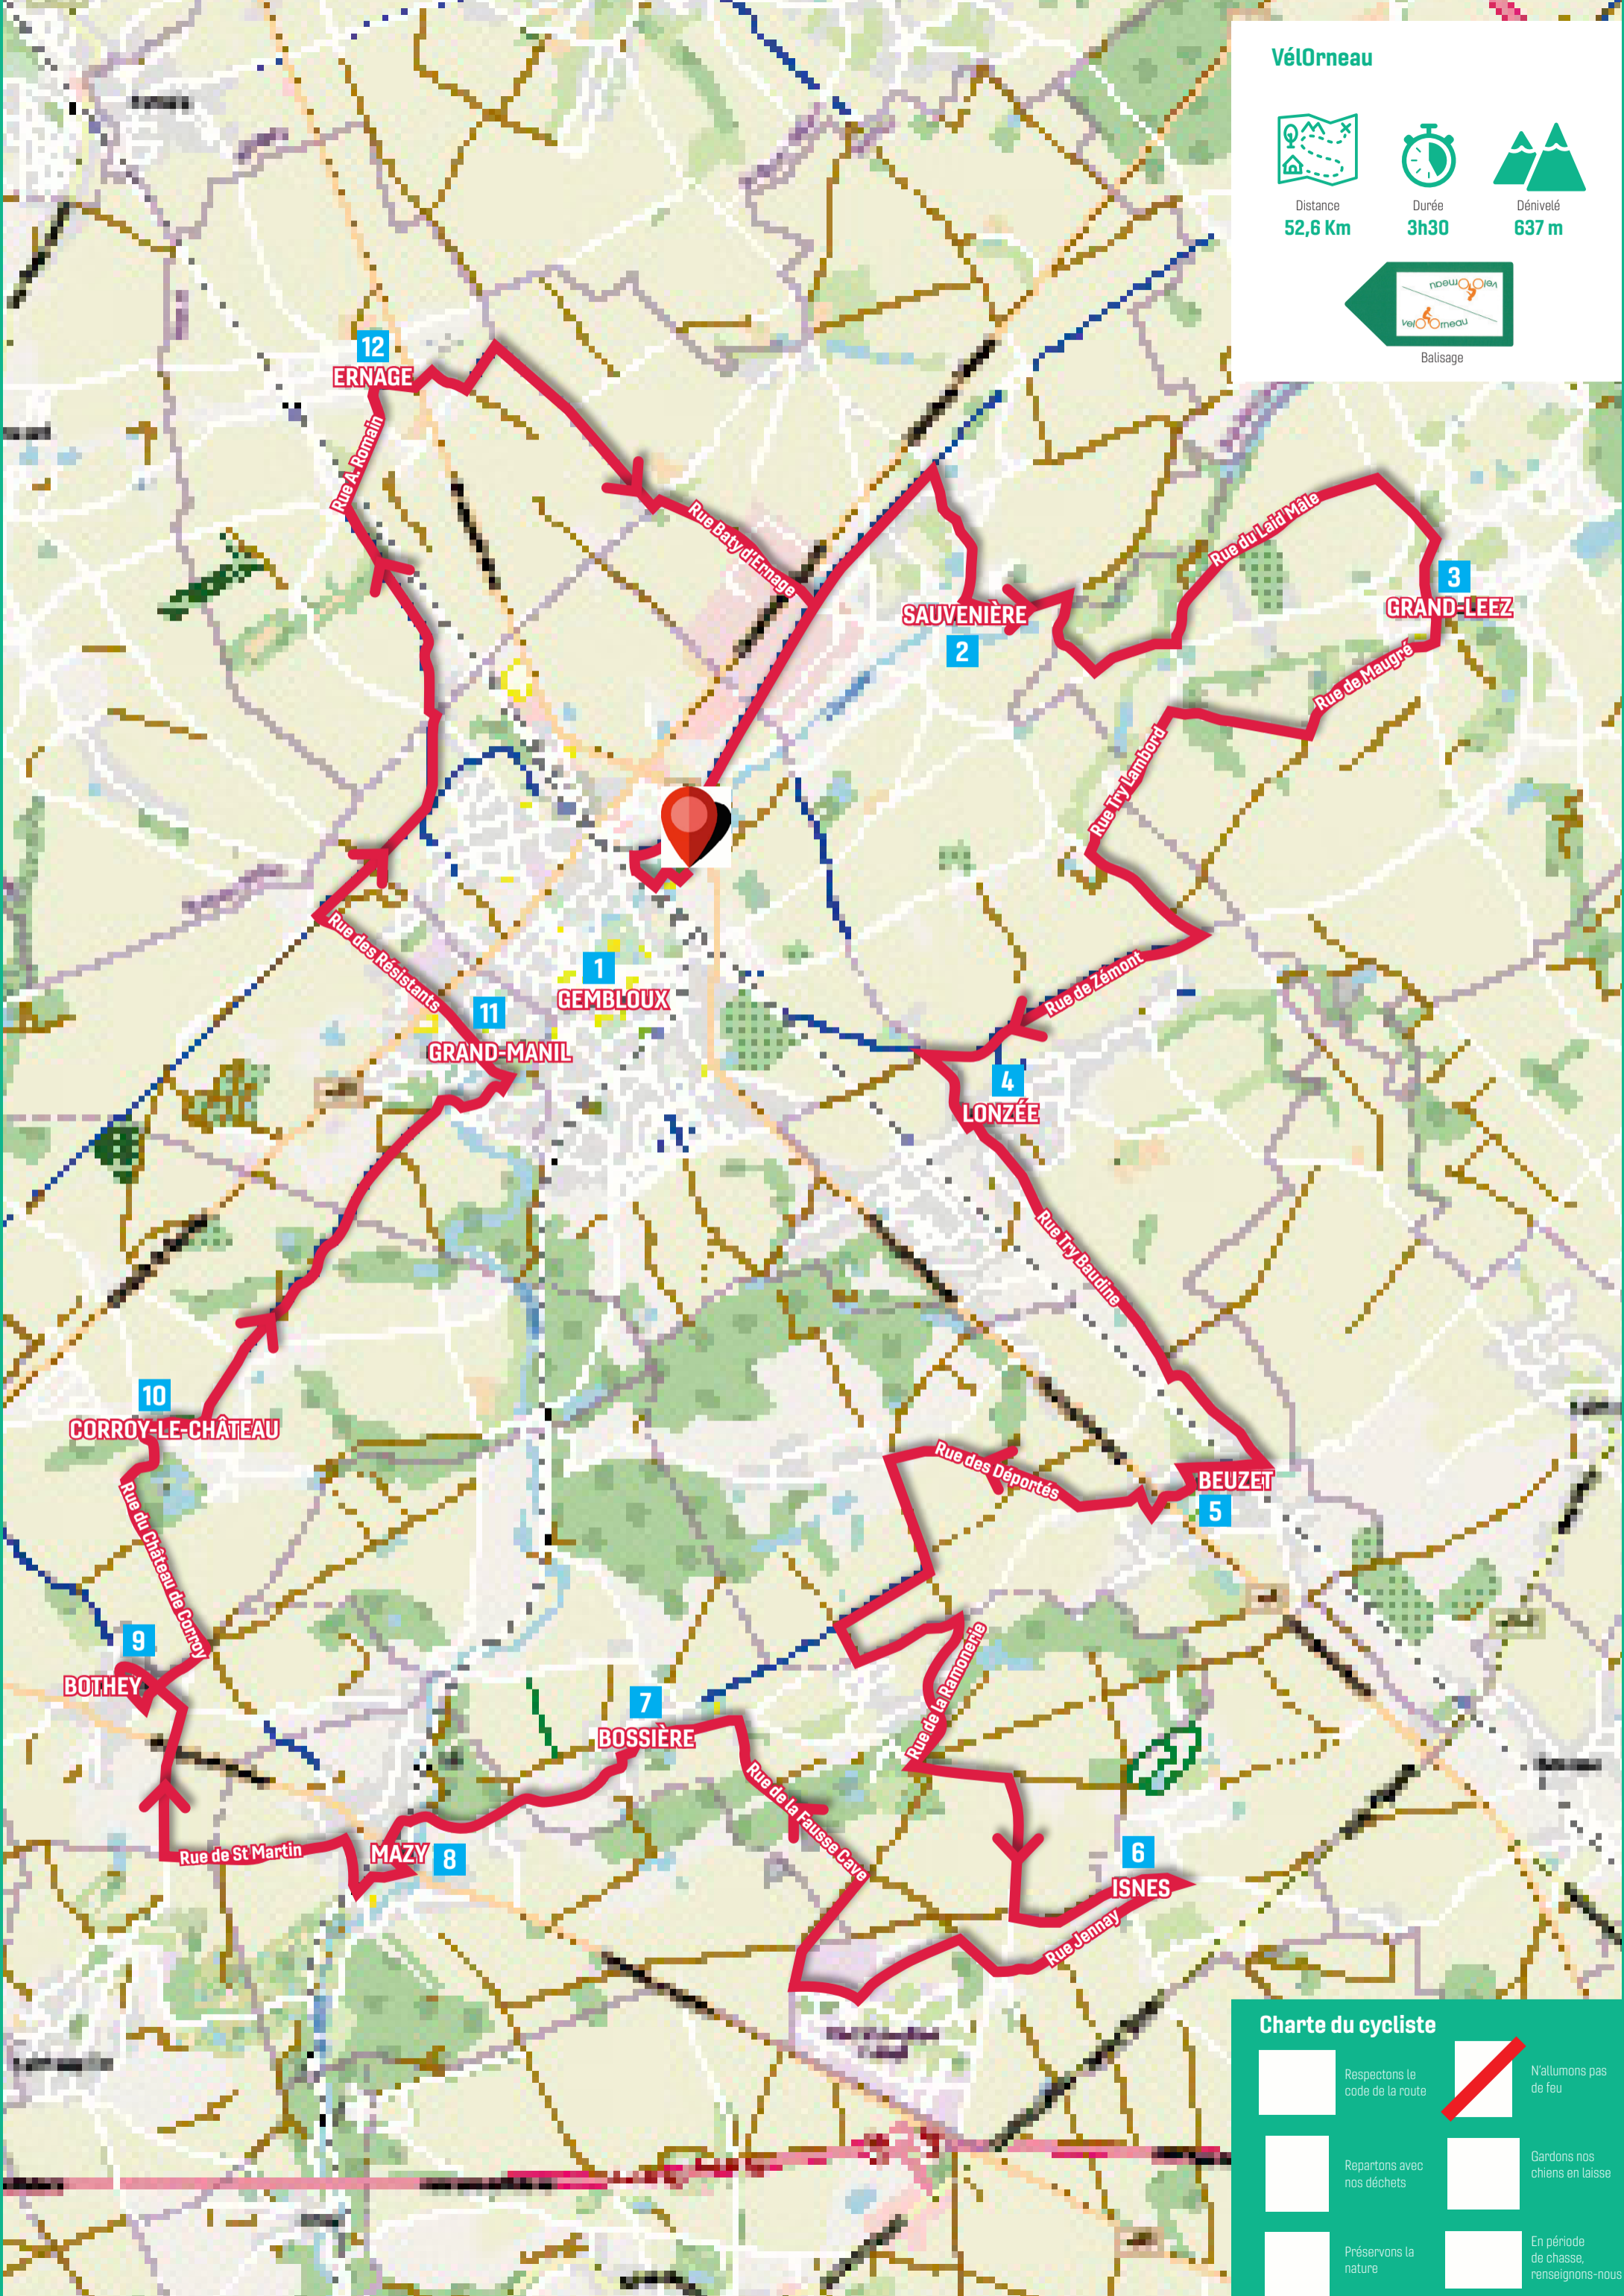 VélOrneau
Distance
52,6 Km
Durée
3h30
Dénivelé
637 m
vélOrneau
vélOrneau
Balisage
12
ERNAGE
Rue A. Romain
Rue Baty d'Ernage
SAUVENIÈRE
2
Rue du Laid Mâle
3
GRAND-LEEZ
Rue de Maugré
Rue Try Lambord
Rue de Zémont
1
GEMBLOUX
Rue des Résistants
11
GRAND-MANIL
4
LONZÉE
Rue Try Baudine
10
CORROY-LE-CHÂTEAU
Rue du Château de Corroy
Rue des Déportés
BEUZET
5
9
BOTHEY
7
BOSSIÈRE
Rue de la Ramonerie
Rue de la Fausse Cave
Rue de St Martin
MAZY
8
6
ISNES
Rue Jennay
Charte du cycliste
Respectons le
code de la route
N'allumons pas
de feu
Repartons avec
nos déchets
Gardons nos
chiens en laisse
Préservons la
nature
En période
de chasse,
renseignons-nous